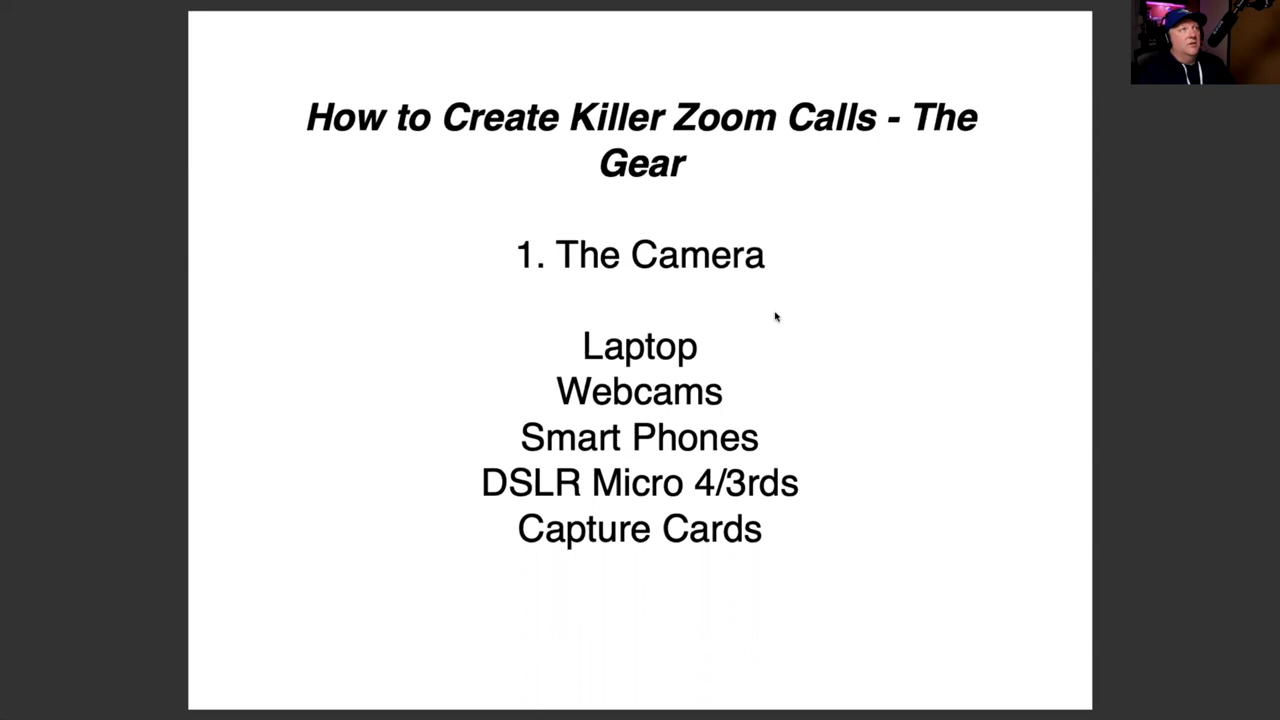 How to Create Killer Zoom Calls - The
Gear
1. The Camera
Laptop
Webcams
Smart Phones
DSLR Micro 4/3rds
Capture Cards